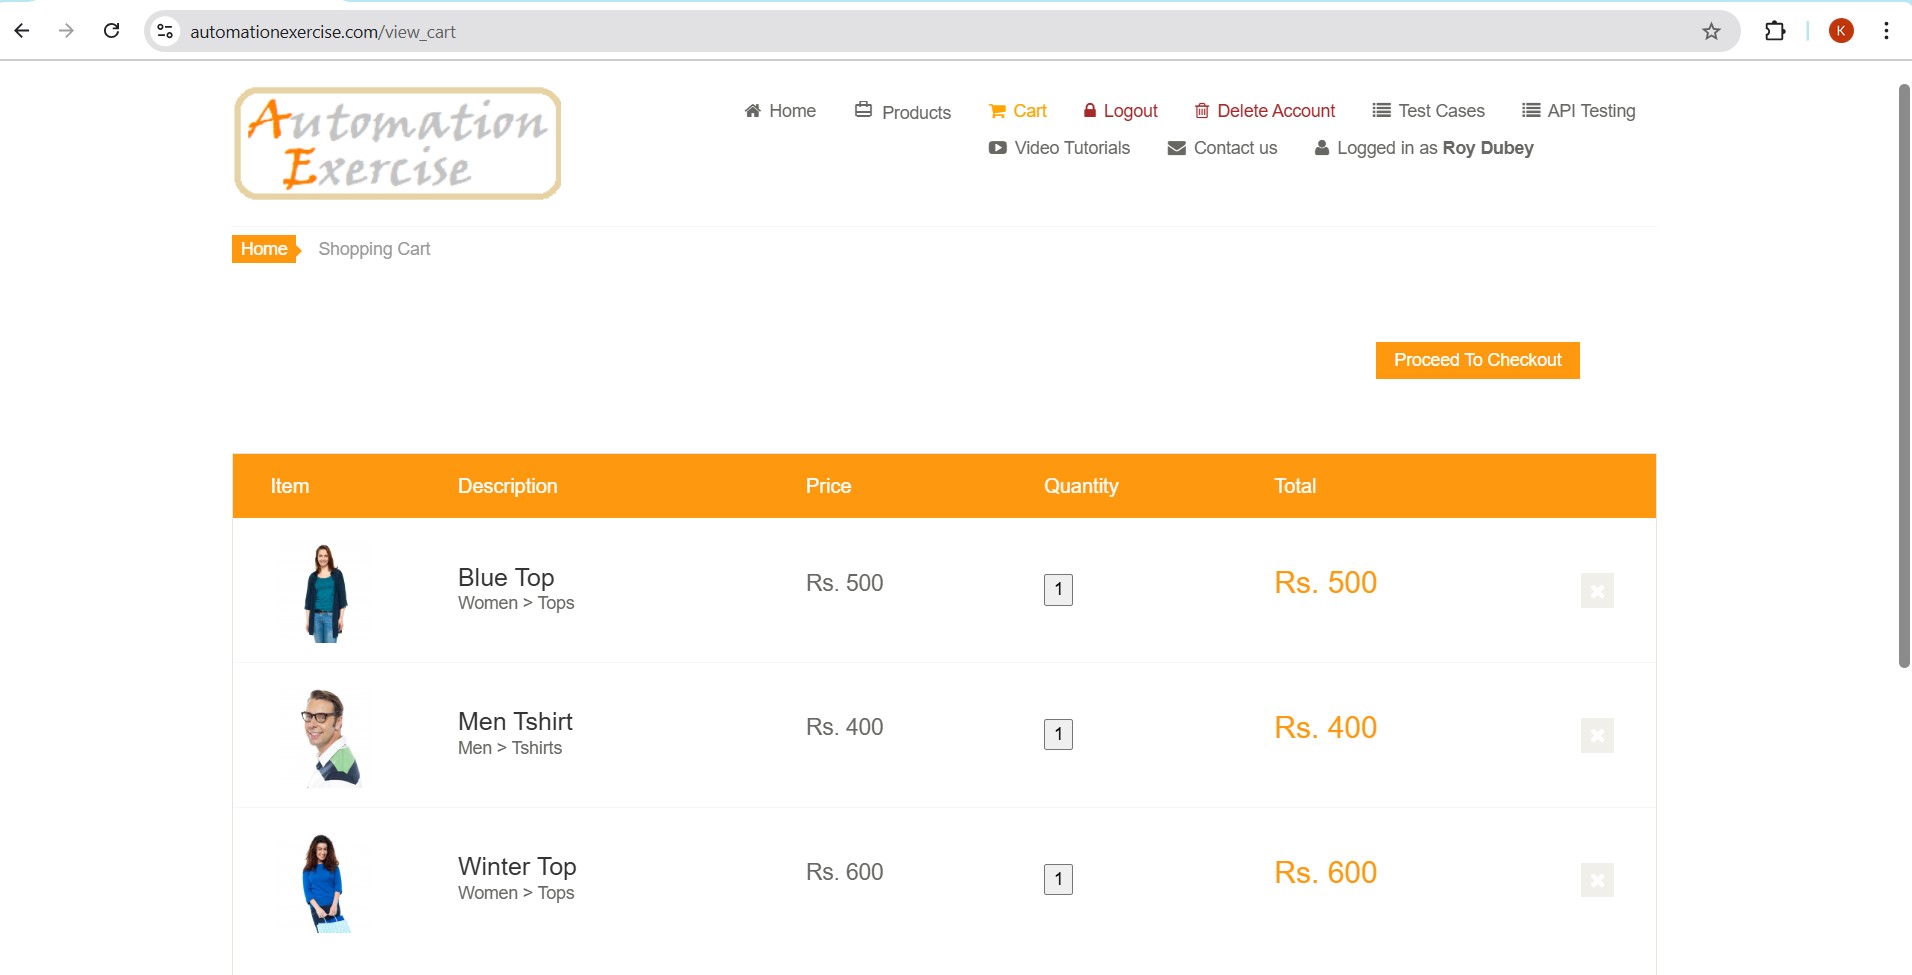 automationexercise.com/view_cart
K
Automation
Exercise
Home Products Cart Logout Delete Account Test Cases API Testing
Video Tutorials Contact us Logged in as Roy Dubey
Home Shopping Cart
Proceed To Checkout
Item Description Price Quantity Total
Blue Top
Women > Tops
Rs. 500 1 Rs. 500
Men Tshirt
Men > Tshirts
Rs. 400 1 Rs. 400
Winter Top
Women > Tops
Rs. 600 1 Rs. 600